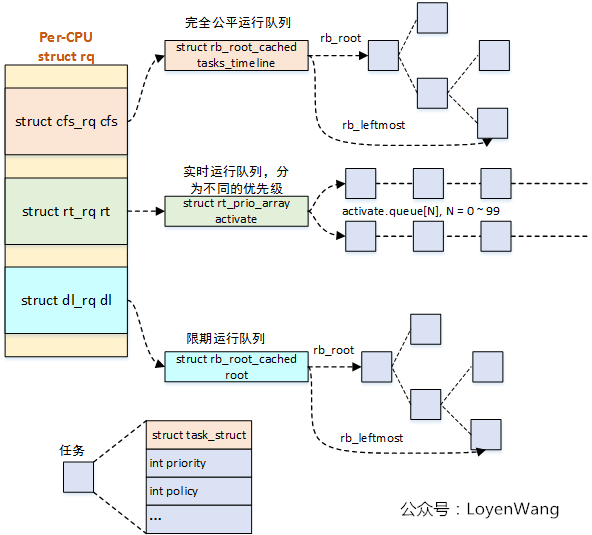 Per-CPU
struct rq
struct cfs_rq cfs
struct rt_rq rt
struct dl_rq dl
完全公平运行队列
struct rb_root_cached
tasks_timeline
rb_root
rb_leftmost
实时运行队列，分
为不同的优先级
struct rt_prio_array
activate
activate.queue[N], N = 0 ~ 99
限期运行队列
struct rb_root_cached
root
rb_root
rb_leftmost
任务
struct task_struct
int priority
int policy
...
公众号：LoyenWang